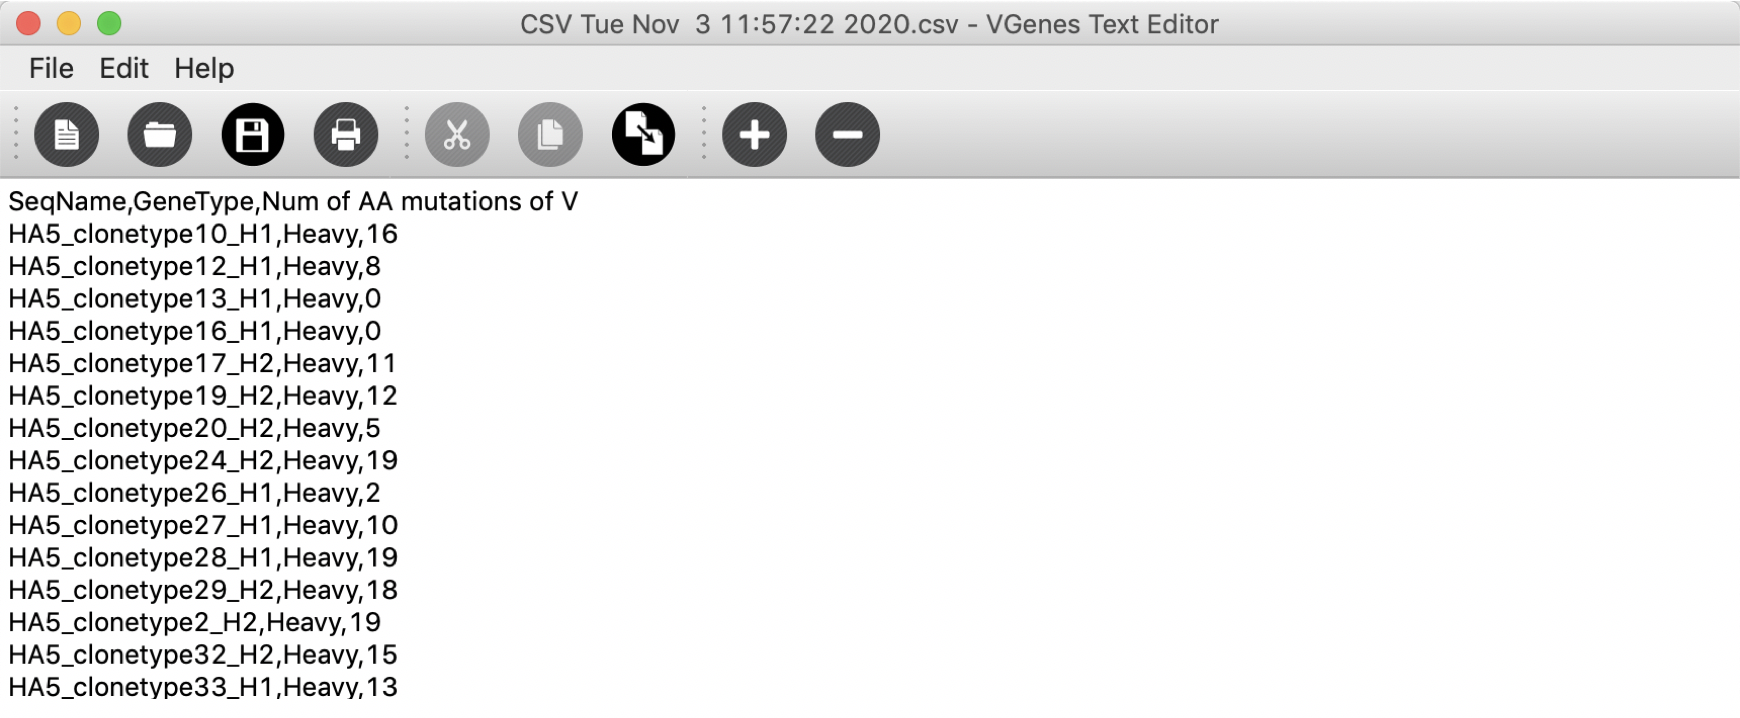 CSV Tue Nov  3 11:57:22 2020.csv - VGenes Text Editor
File Edit Help
SeqName,GeneType,Num of AA mutations of V
HA5_clonetype10_H1,Heavy,16
HA5_clonetype12_H1,Heavy,8
HA5_clonetype13_H1,Heavy,0
HA5_clonetype16_H1,Heavy,0
HA5_clonetype17_H2,Heavy,11
HA5_clonetype19_H2,Heavy,12
HA5_clonetype20_H2,Heavy,5
HA5_clonetype24_H2,Heavy,19
HA5_clonetype26_H1,Heavy,2
HA5_clonetype27_H1,Heavy,10
HA5_clonetype28_H1,Heavy,19
HA5_clonetype29_H2,Heavy,18
HA5_clonetype2_H2,Heavy,19
HA5_clonetype32_H2,Heavy,15
HA5_clonetype33_H1,Heavy,13